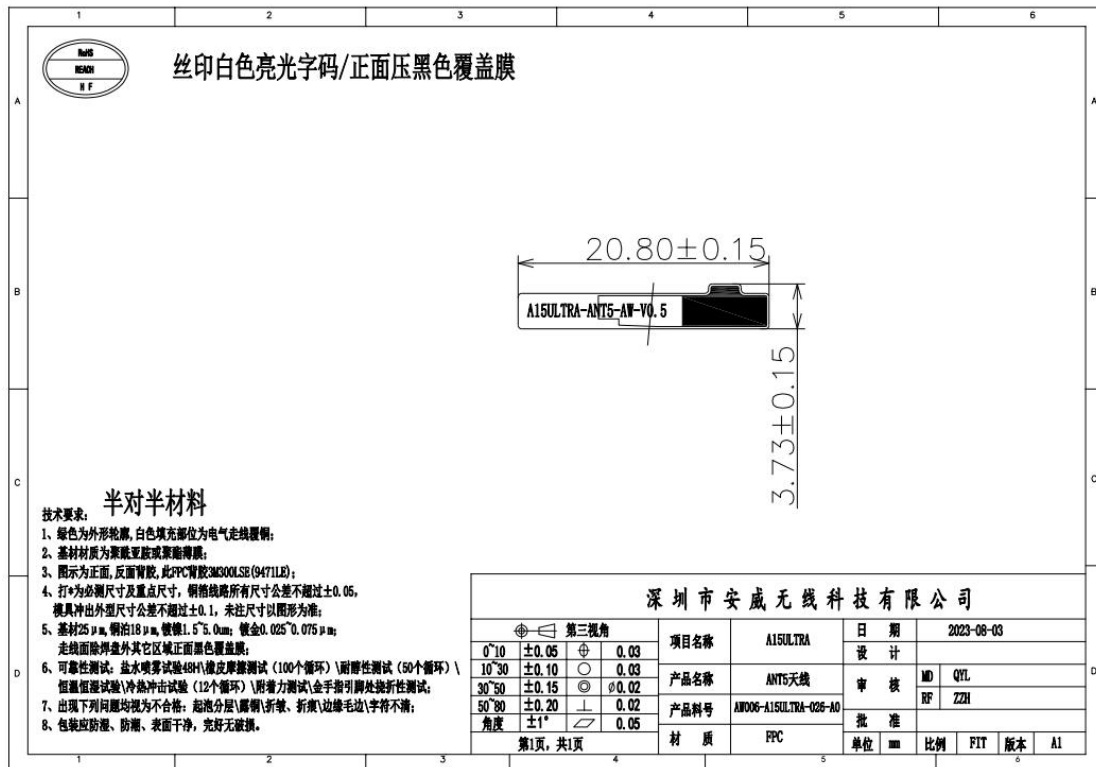 1 2 3 4 5 6
RoHS
REACH
H F
丝印白色亮光字码/正面压黑色覆盖膜
A
A
20.80±0.15
B
B
A15ULTRA-ANT5-AW-V0.5
3.73±0.15
C
C
半对半材料
技术要求:
1、绿色为外形轮廓,白色填充部位为电气走线覆铜;
2、基材材质为聚酰亚胺或聚酯薄膜;
3、图示为正面,反面背胶,此FPC背胶3M300LSE(9471LE);
4、打*为必测尺寸及重点尺寸, 铜箔线路所有尺寸公差不超过±0.05,
模具冲出外型尺寸公差不超过±0.1, 未注尺寸以图形为准;
5、基材25μm,铜泊18μm,镀镍1.5~5.0um; 镀金0.025~0.075μm;
走线面除焊盘外其它区域正面黑色覆盖膜;
6、可靠性测试: 盐水喷雾试验48H\橡皮摩擦测试(100个循环)\耐醇性测试(50个循环)\
恒温恒湿试验\冷热冲击试验(12个循环)\附着力测试\金手指引脚处挠折性测试;
7、出现下列问题均视为不合格: 起泡分层\露铜\折皱、折痕\边缘毛边\字符不清;
8、包装应防湿、防潮、表面干净, 完好无破损。
D
D
深圳市安威无线科技有限公司
第三视角
0~10 ±0.05 0.03
10~30 ±0.10 0.03
30~50 ±0.15 ø0.02
50~80 ±0.20 0.02
角度 ±1° 0.05
第1页, 共1页
项目名称 A15ULTRA
产品名称 ANT5天线
产品料号 AW006-A15ULTRA-026-A0
材 质 FPC
日 期 2023-08-03
设 计
审 核 MD QYL
RF ZZH
批 准
单位 mm 比例 FIT 版本 A1
1 2 3 4 5 6